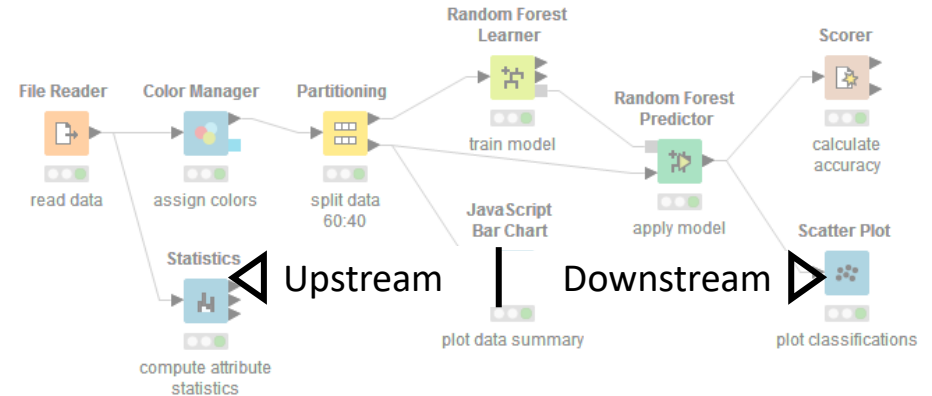 Random Forest
Learner
Scorer
File Reader
Color Manager
Partitioning
Random Forest
Predictor
train model
calculate
accuracy
read data
assign colors
split data
60:40
JavaScript
Bar Chart
apply model
Scatter Plot
Statistics
Upstream
Downstream
plot data summary
plot classifications
compute attribute
statistics